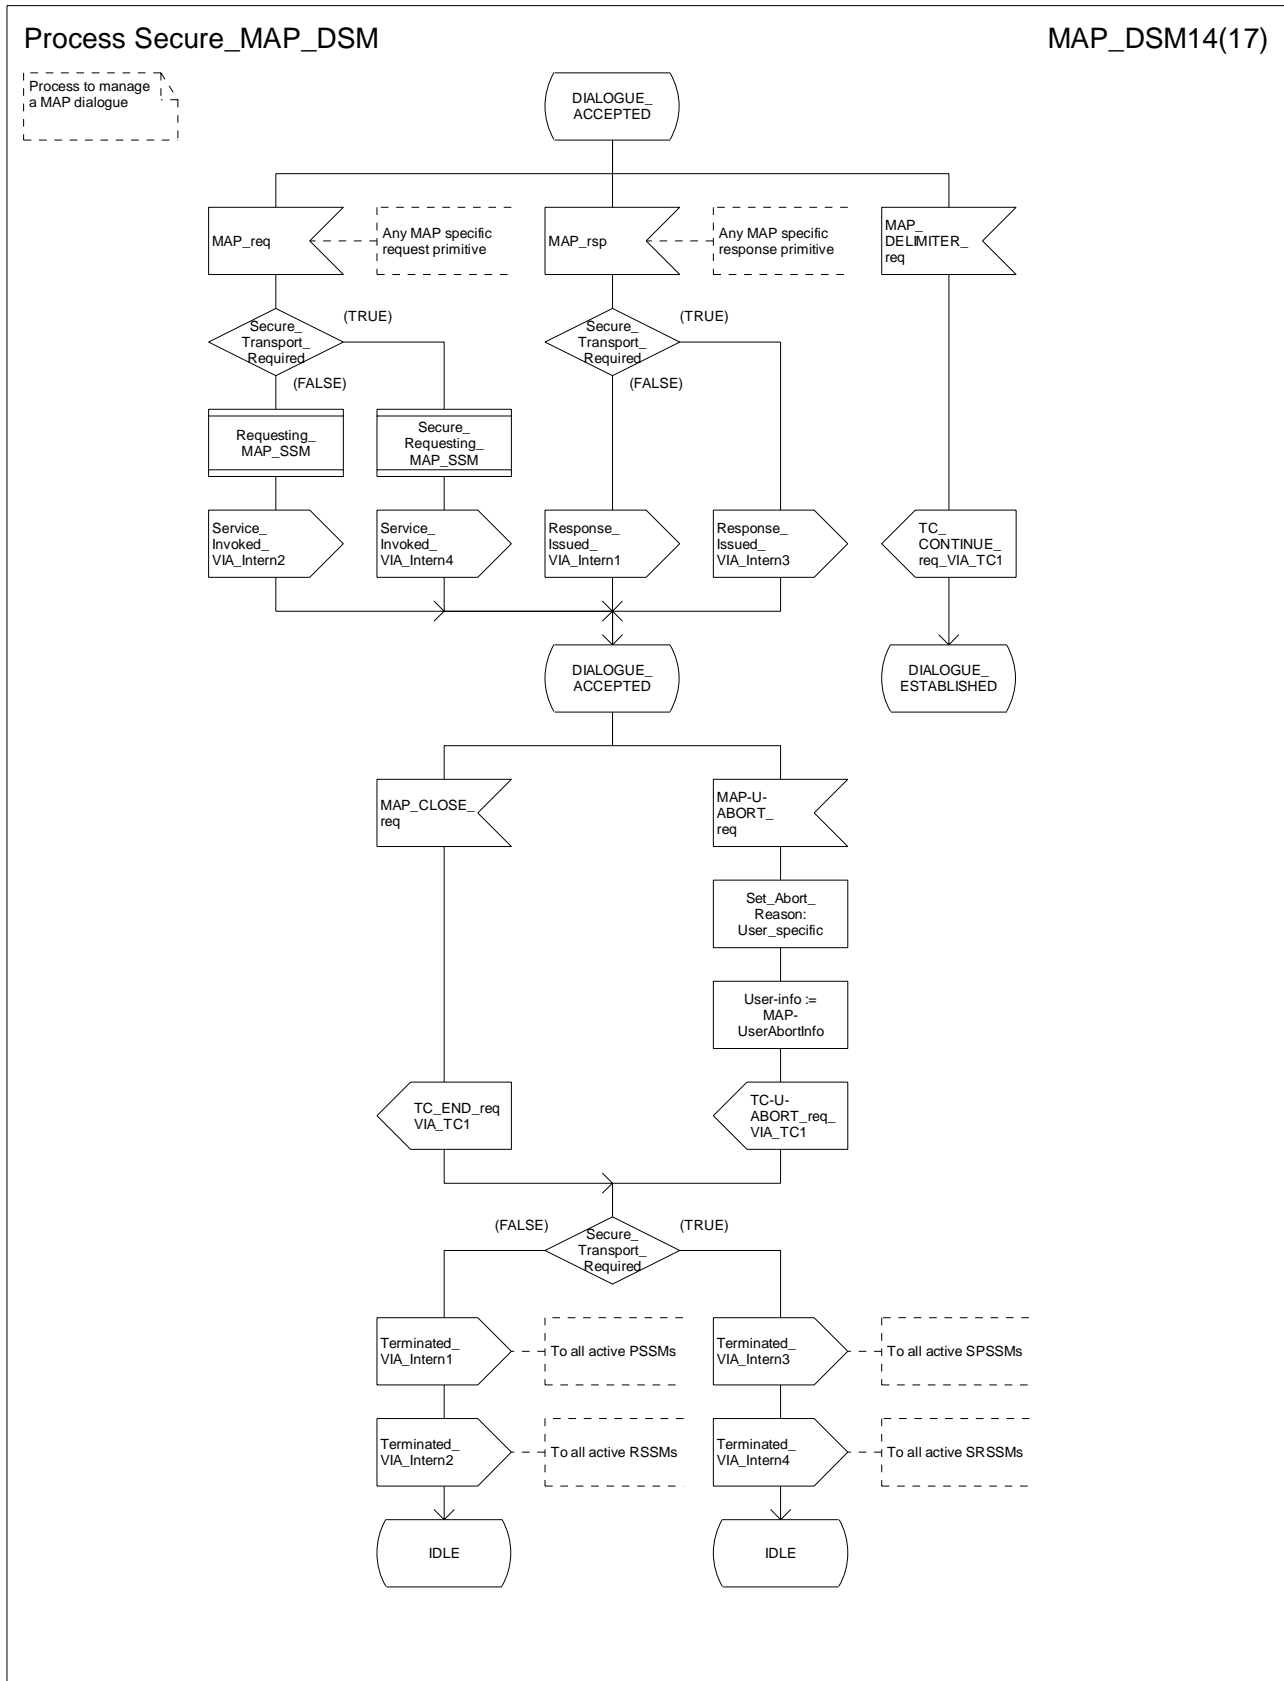 Process Secure_MAP_DSM
MAP_DSM14(17)
Process to manage
a MAP dialogue
DIALOGUE_
ACCEPTED
MAP_req
Any MAP specific
request primitive
MAP_rsp
Any MAP specific
response primitive
MAP_
DELIMITER_
req
Secure_
Transport_
Required
(TRUE)
(FALSE)
Secure_
Transport_
Required
(TRUE)
(FALSE)
Requesting_
MAP_SSM
Secure_
Requesting_
MAP_SSM
Service_
Invoked_
VIA_Intern2
Service_
Invoked_
VIA_Intern4
Response_
Issued_
VIA_Intern1
Response_
Issued_
VIA_Intern3
TC_
CONTINUE_
req_VIA_TC1
DIALOGUE_
ACCEPTED
DIALOGUE_
ESTABLISHED
MAP_CLOSE_
req
MAP-U-
ABORT_
req
Set_Abort_
Reason:
User_specific
User-info :=
MAP-
UserAbortInfo
TC_END_req
VIA_TC1
TC-U-
ABORT_req_
VIA_TC1
(FALSE)
Secure_
Transport_
Required
(TRUE)
Terminated_
VIA_Intern1
To all active PSSMs
Terminated_
VIA_Intern3
To all active SPSSMs
Terminated_
VIA_Intern2
To all active RSSMs
Terminated_
VIA_Intern4
To all active SRSSMs
IDLE
IDLE